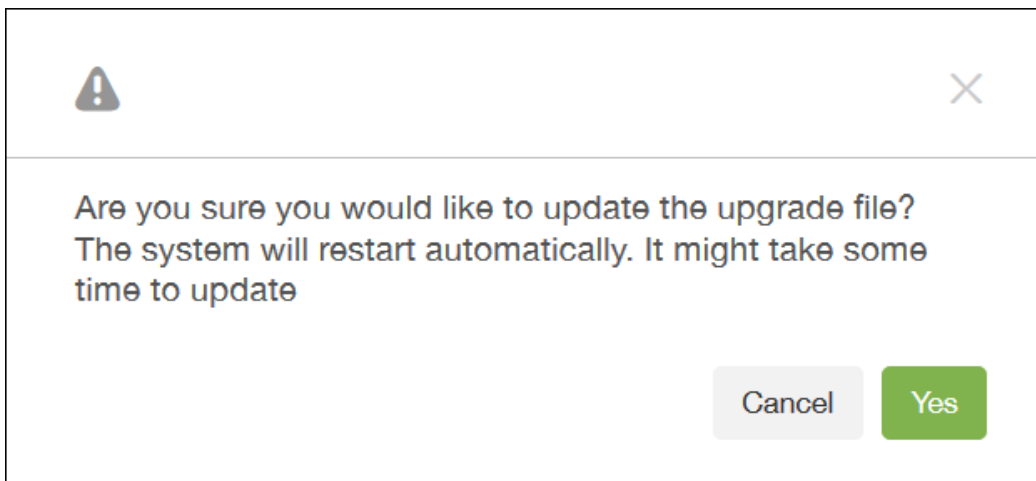 Are you sure you would like to update the upgrade file?
The system will restart automatically. It might take some
time to update
Cancel Yes